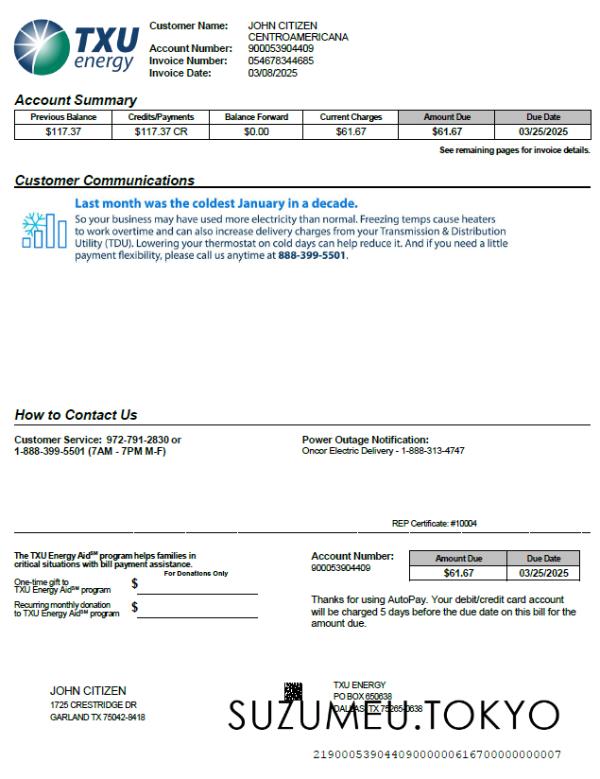 TXU
energy
Customer Name: JOHN CITIZEN
CENTROAMERICANA
Account Number: 900053904409
Invoice Number: 054678344685
Invoice Date: 03/08/2025
Account Summary
Previous Balance Credits/Payments Balance Forward Current Charges Amount Due Due Date
$117.37 $117.37 CR $0.00 $61.67 $61.67 03/25/2025
See remaining pages for invoice details.
Customer Communications
Last month was the coldest January in a decade.
So your business may have used more electricity than normal. Freezing temps cause heaters
to work overtime and can also increase delivery charges from your Transmission & Distribution
Utility (TDU). Lowering your thermostat on cold days can help reduce it. And if you need a little
payment flexibility, please call us anytime at 888-399-5501.
How to Contact Us
Customer Service: 972-791-2830 or
1-888-399-5501 (7AM - 7PM M-F)
Power Outage Notification:
Oncor Electric Delivery - 1-888-313-4747
REP Certificate: #10004
The TXU Energy Aid℠ program helps families in
critical situations with bill payment assistance.
For Donations Only
One-time gift to
TXU Energy Aid℠ program $
Recurring monthly donation
to TXU Energy Aid℠ program $
Account Number:
900053904409
Amount Due Due Date
$61.67 03/25/2025
Thanks for using AutoPay. Your debit/credit card account
will be charged 5 days before the due date on this bill for the
amount due.
JOHN CITIZEN
1725 CRESTRIDGE DR
GARLAND TX 75042-8418
TXU ENERGY
PO BOX 650638
DALLAS TX 75265-0638
SUZUMEU.TOKYO
2190005390440900000061670000000007